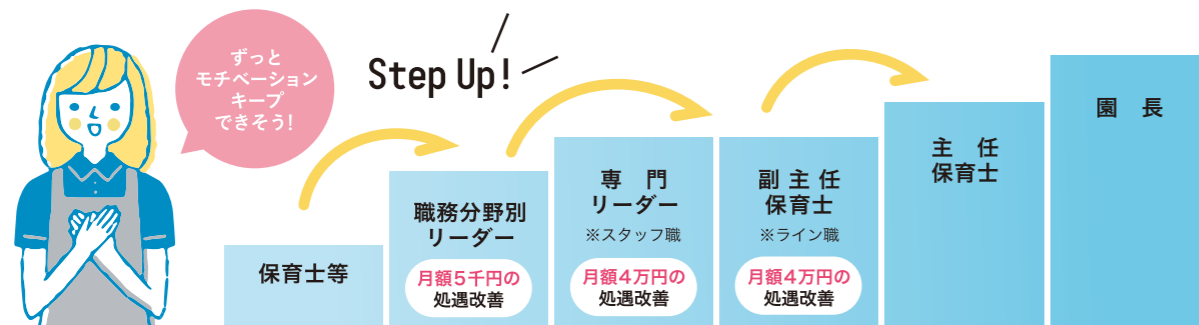 ずっと
モチベーション
キープ
できそう!
Step Up!
保育士等
職務分野別
リーダー
月額5千円の
処遇改善
専 門
リーダー
※スタッフ職
月額4万円の
処遇改善
副主任
保育士
※ライン職
月額4万円の
処遇改善
主 任
保育士
園 長